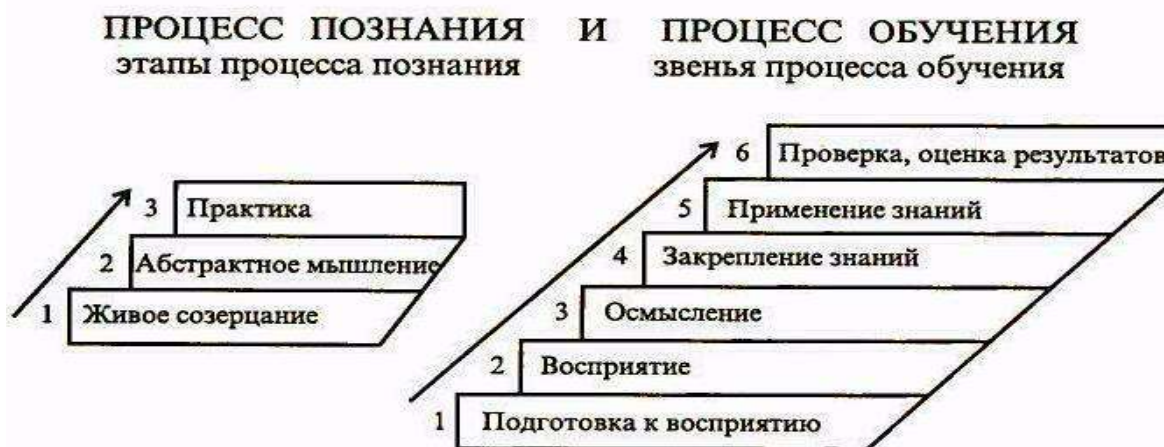 ПРОЦЕСС ПОЗНАНИЯ И ПРОЦЕСС ОБУЧЕНИЯ
этапы процесса познания звенья процесса обучения
3 Практика
2 Абстрактное мышление
1 Живое созерцание
6 Проверка, оценка результатов
5 Применение знаний
4 Закрепление знаний
3 Осмысление
2 Восприятие
1 Подготовка к восприятию